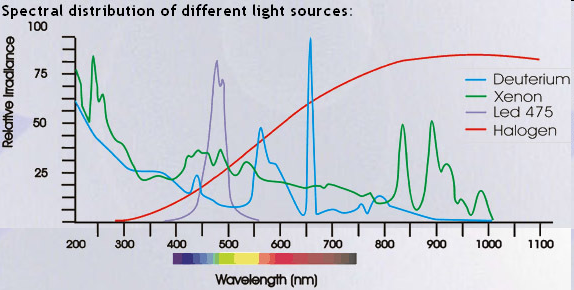 Spectral distribution of different light sources:
Relative Irradiance
100
75
50
25
Deuterium
Xenon
Led 475
Halogen
200 300 400 500 600 700 800 900 1000 1100
Wavelength (nm)